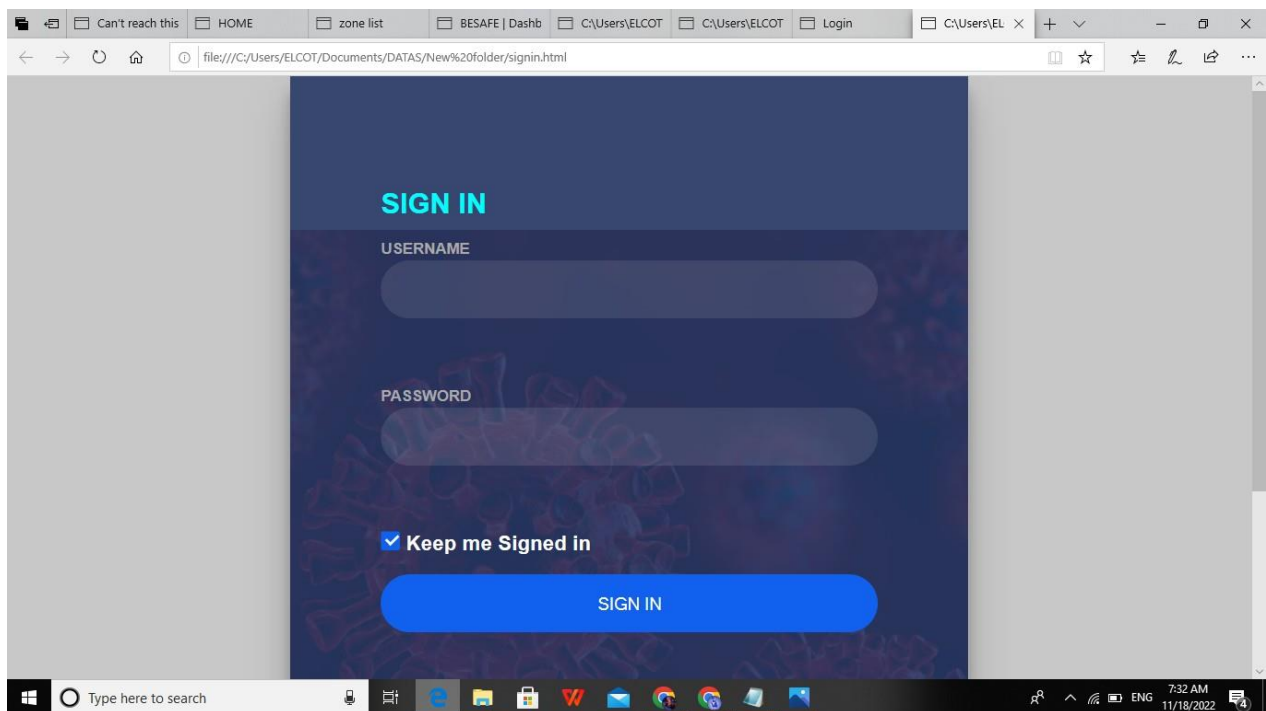 Can't reach this HOME zone list BESAFE | Dashb C:\Users\ELCOT C:\Users\ELCOT Login C:\Users\EL
file:///C:/Users/ELCOT/Documents/DATAS/New%20folder/signin.html
SIGN IN
USERNAME
PASSWORD
Keep me Signed in
SIGN IN
Type here to search ENG 7:32 AM
11/18/2022 4